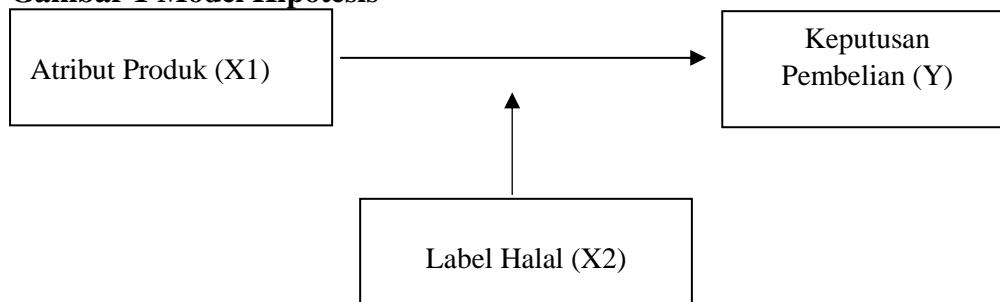 Gambar 1 Model Hipotesis
Atribut Produk (X1)
Keputusan
Pembelian (Y)
Label Halal (X2)